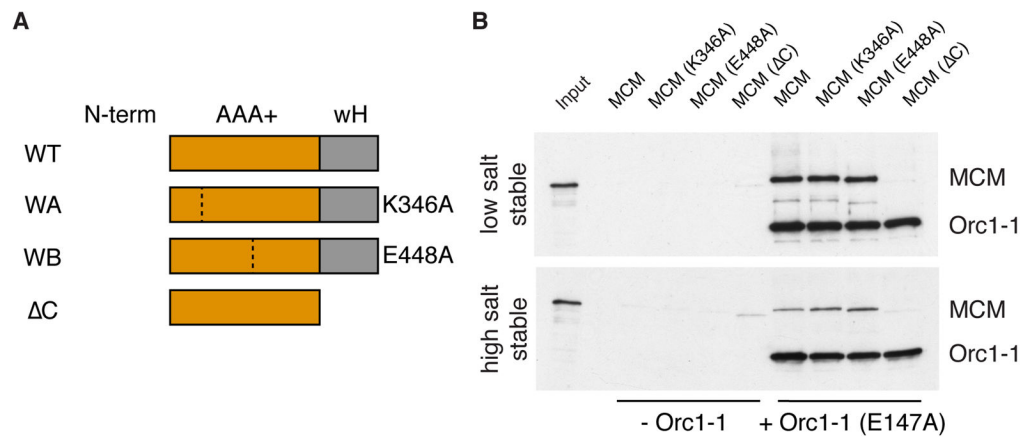 A
N-term AAA+ wH
WT
WA K346A
WB E448A
ΔC
B
Input MCM MCM (K346A) MCM (E448A) MCM (ΔC) MCM MCM (K346A) MCM (E448A) MCM (ΔC)
low salt
stable
MCM
Orc1-1
high salt
stable
MCM
Orc1-1
- Orc1-1 + Orc1-1 (E147A)